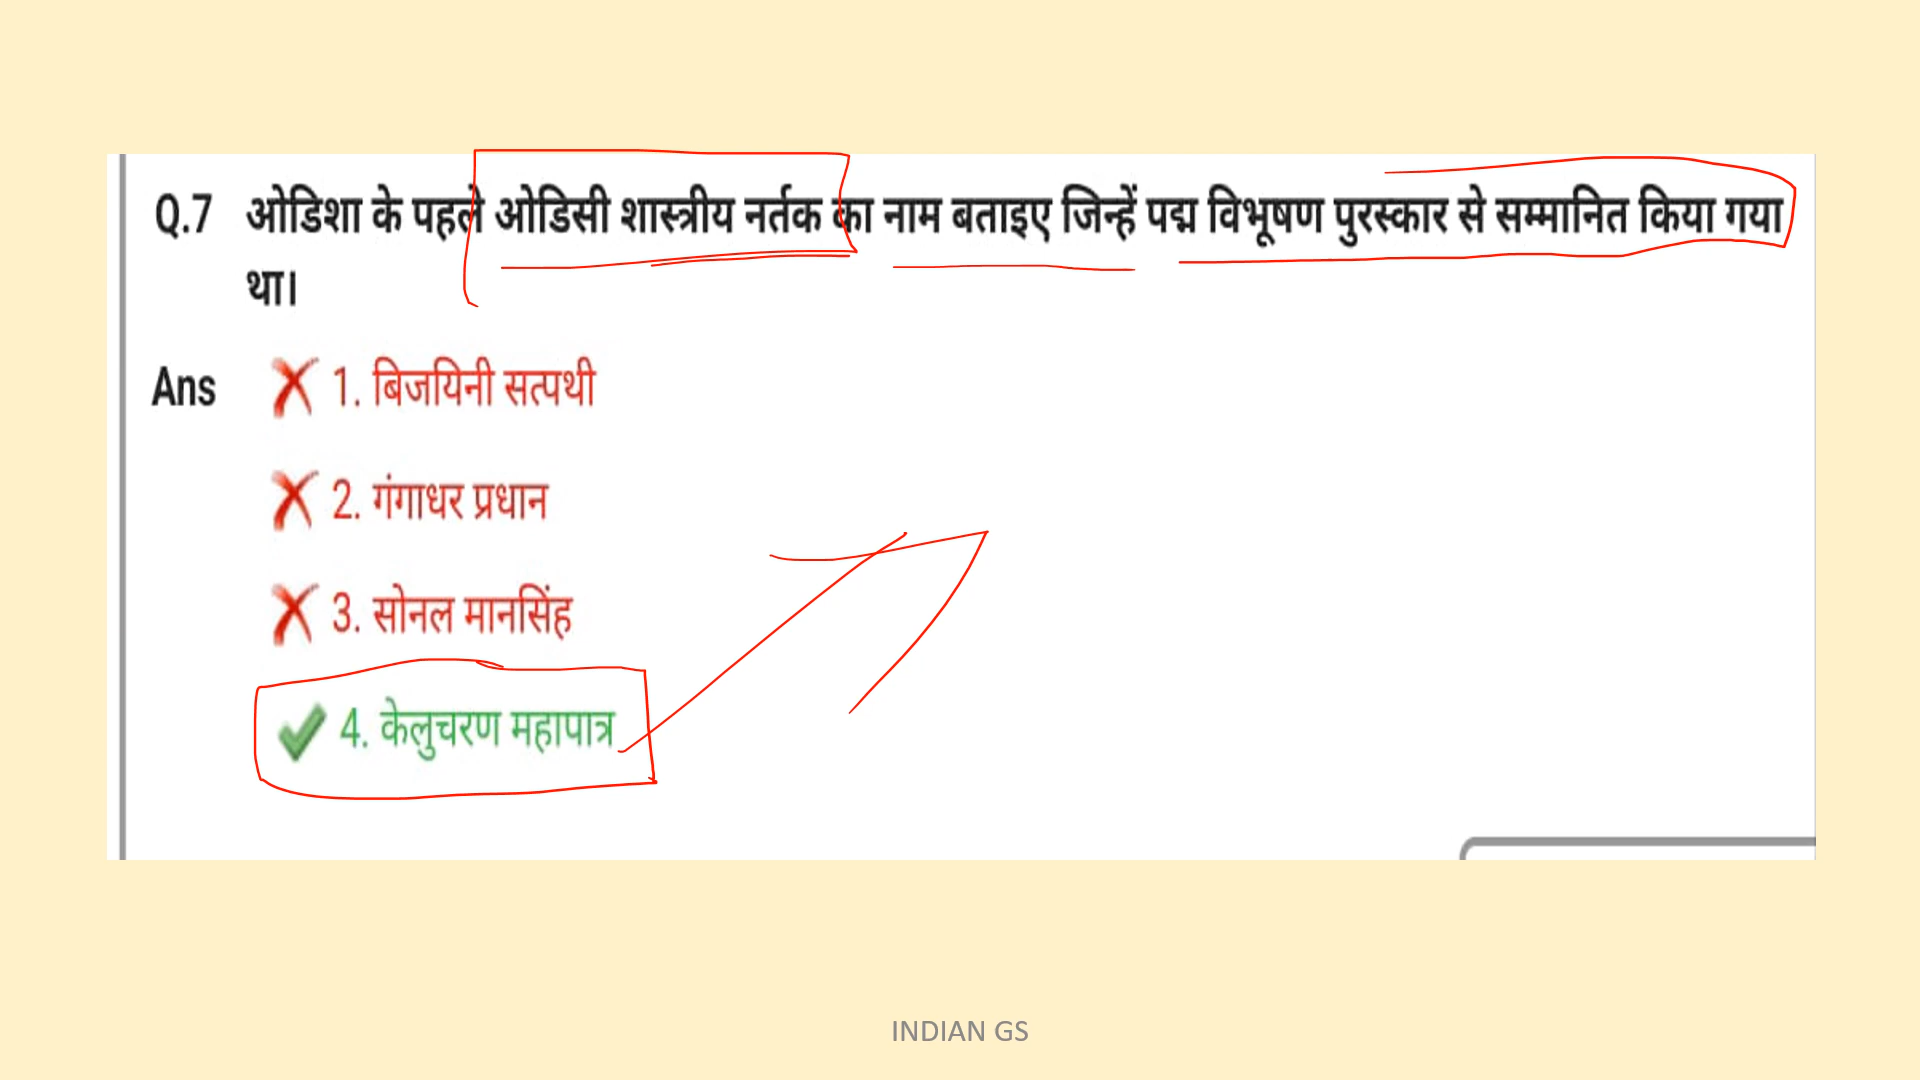 Q.7 ओडिशा के पहले ओडिसी शास्त्रीय नर्तक का नाम बताइए जिन्हें पद्म विभूषण पुरस्कार से सम्मानित किया गया
था।
Ans 1. बिजयिनी सत्पथी
2. गंगाधर प्रधान
3. सोनल मानसिंह
4. केलुचरण महापात्र
INDIAN GS